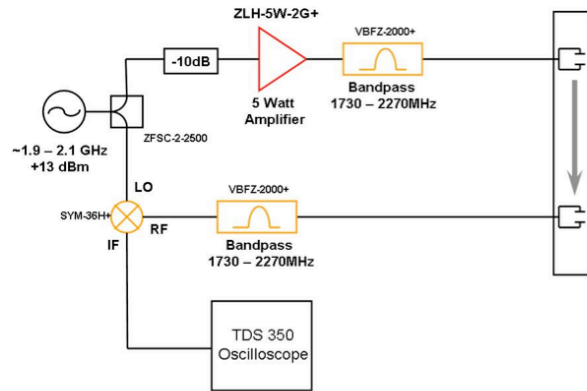 ZLH-5W-2G+
VBFZ-2000+
-10dB
5 Watt
Amplifier
Bandpass
1730 – 2270MHz
ZFSC-2-2500
~1.9 – 2.1 GHz
+13 dBm
LO
SYM-36H+
RF
IF
VBFZ-2000+
Bandpass
1730 – 2270MHz
TDS 350
Oscilloscope